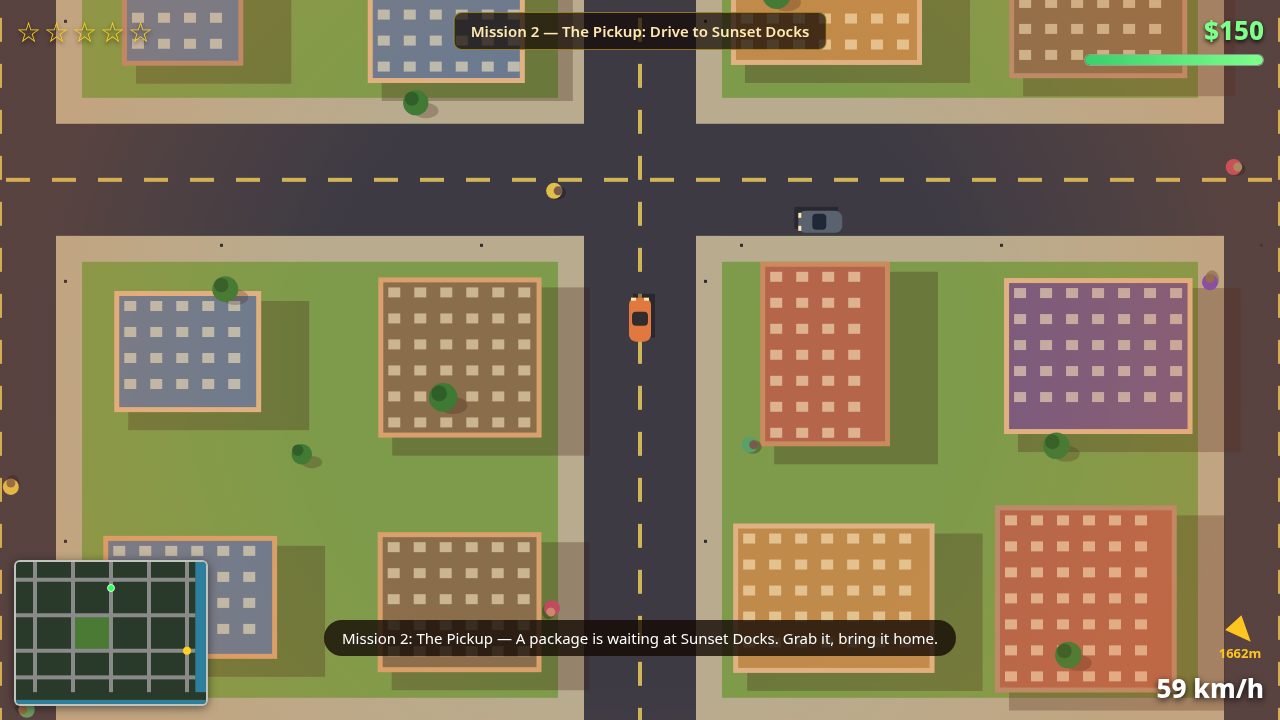 Mission 2 — The Pickup: Drive to Sunset Docks
$150
Mission 2: The Pickup — A package is waiting at Sunset Docks. Grab it, bring it home.
1662m
59 km/h